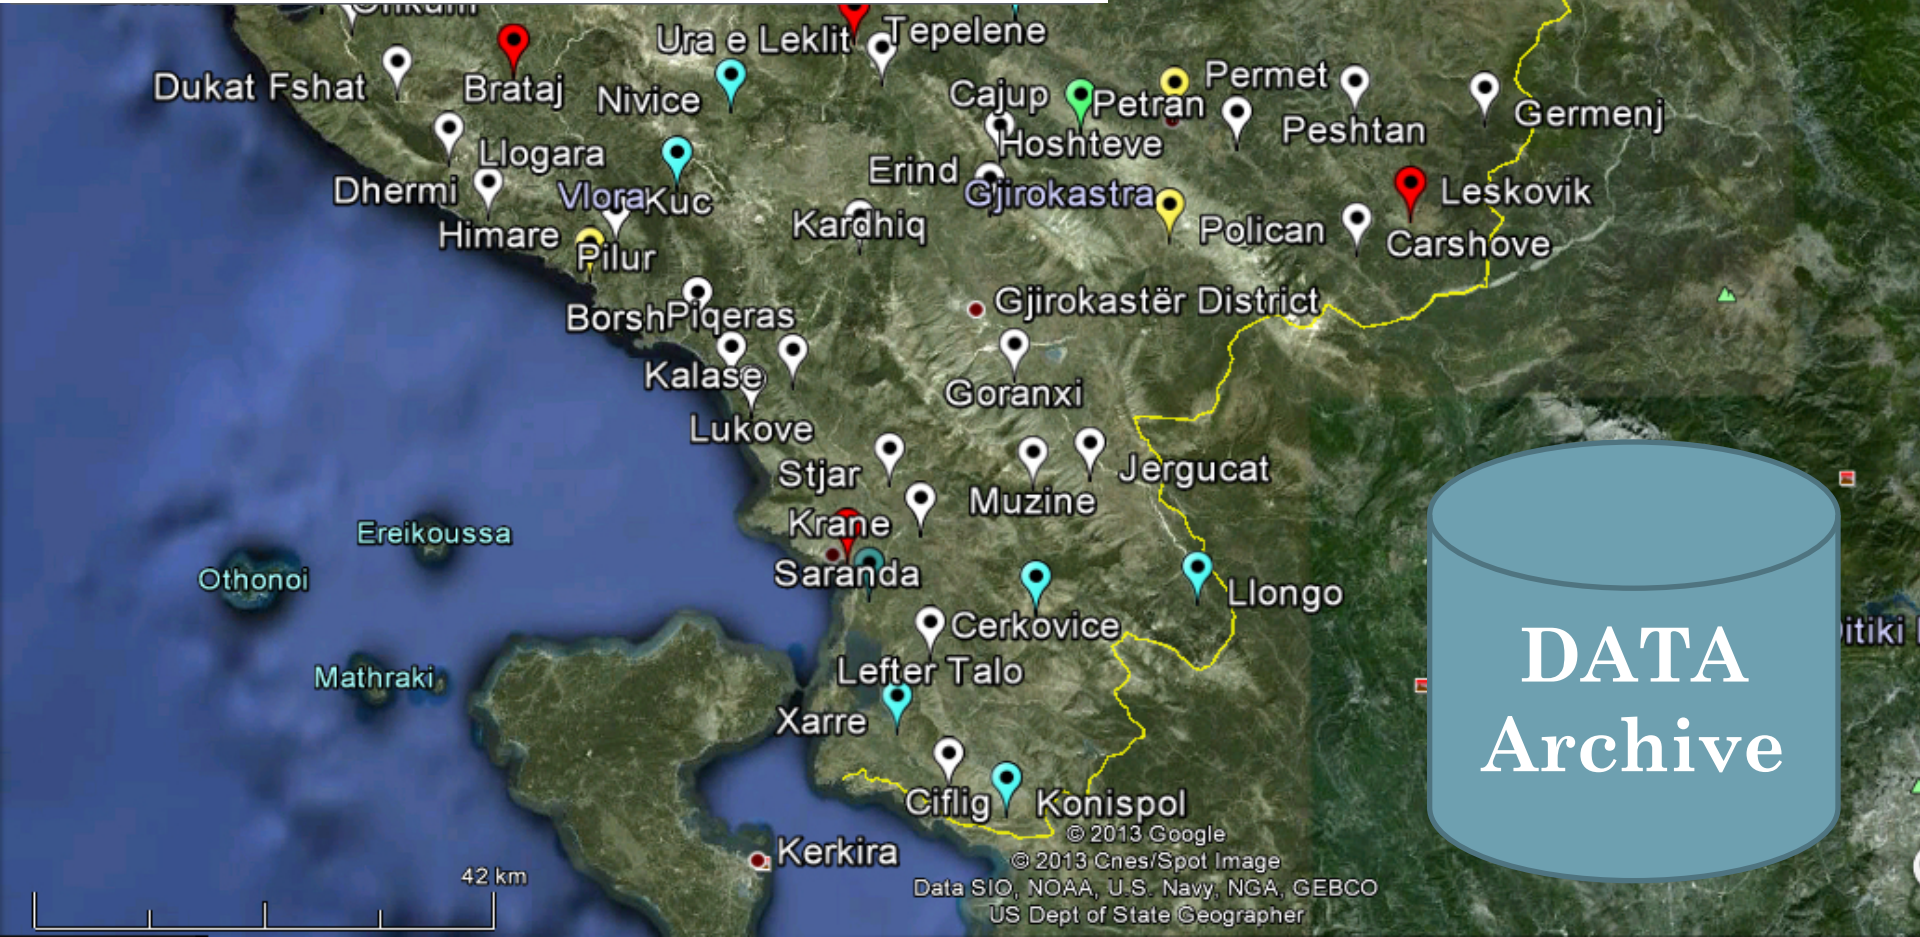 Ura e Leklit
Tepelene
Dukat Fshat
Brataj
Nivice
Cajup
Petran
Permet
Peshtan
Germenj
Llogara
Hoshteve
Erind
Dhermi
Vlora
Kuc
Gjirokastra
Leskovik
Himare
Kardhiq
Polican
Carshove
Pilur
Gjirokastër District
Borsh
Piqeras
Kalase
Goranxi
Lukove
Stjar
Jergucat
Muzine
Krane
Ereikoussa
Othonoi
Saranda
Llongo
Cerkovice
Mathraki
Lefter Talo
Xarre
DATA
Archive
Ciflig
Konispol
Kerkira
42 km
© 2013 Google
© 2013 Cnes/Spot Image
Data SIO, NOAA, U.S. Navy, NGA, GEBCO
US Dept of State Geographer